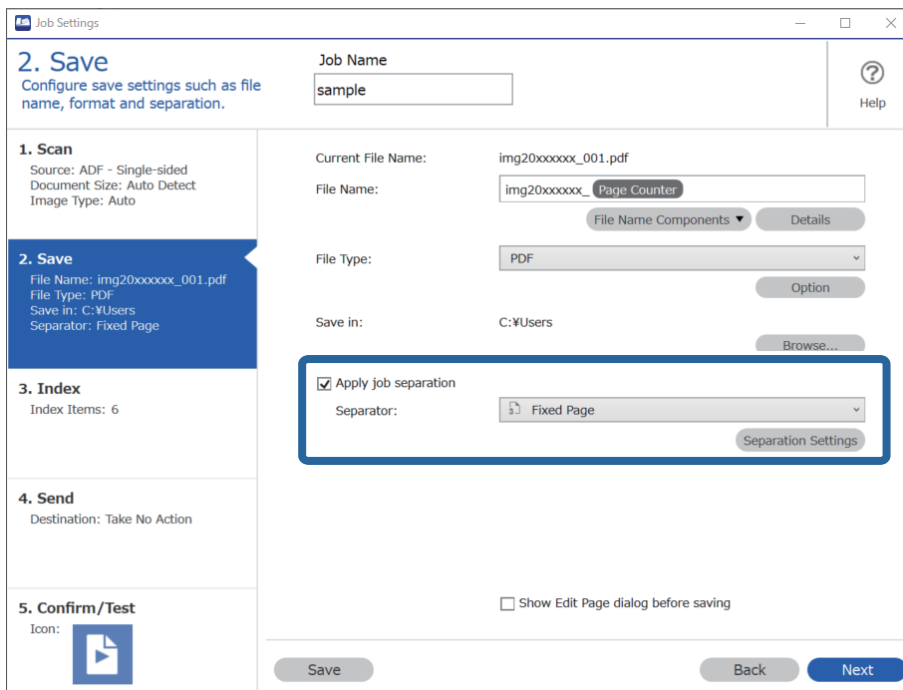 Job Settings
2. Save
Configure save settings such as file
name, format and separation.
Job Name
sample
Help
1. Scan
Source: ADF - Single-sided
Document Size: Auto Detect
Image Type: Auto
2. Save
File Name: img20xxxxxx_001.pdf
File Type: PDF
Save in: C:¥Users
Separator: Fixed Page
3. Index
Index Items: 6
4. Send
Destination: Take No Action
5. Confirm/Test
Icon:
Current File Name: img20xxxxxx_001.pdf
File Name: img20xxxxxx_ Page Counter
File Name Components ▼ Details
File Type: PDF
Option
Save in: C:¥Users
Browse...
Apply job separation
Separator: 3 Fixed Page
Separation Settings
Show Edit Page dialog before saving
Save Back Next